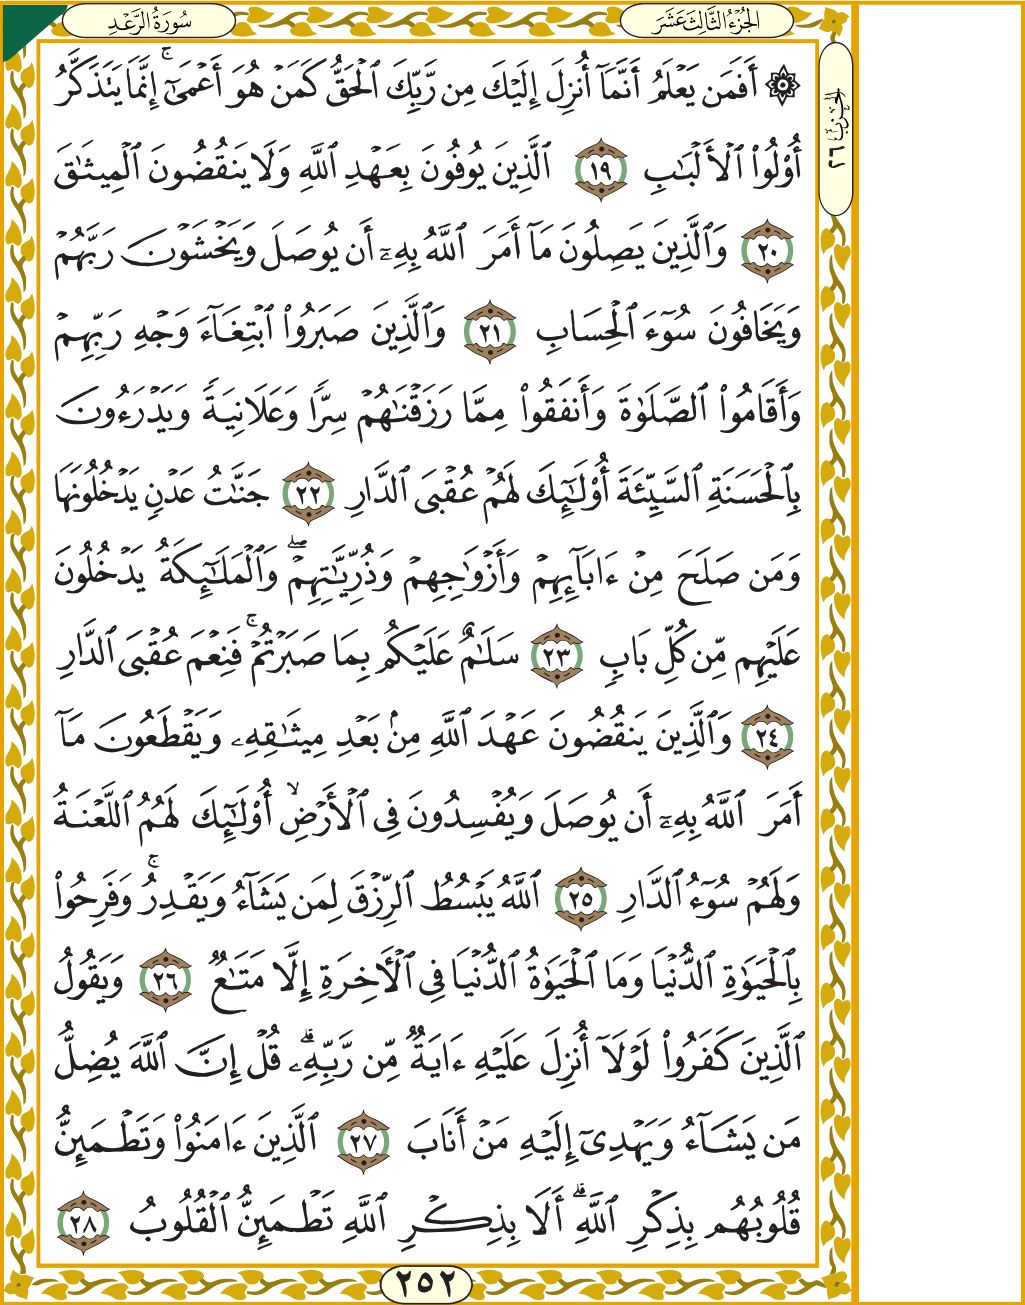 سُورَةُ الرَّعْدِ
الجُزْءُ الثَّالِثَ عَشَرَ
الحِزْبُ ٢٦
۞ أَفَمَن يَعۡلَمُ أَنَّمَآ أُنزِلَ إِلَيۡكَ مِن رَّبِّكَ ٱلۡحَقُّ كَمَنۡ هُوَ أَعۡمَىٰٓۚ إِنَّمَا يَتَذَكَّرُ
أُوْلُواْ ٱلۡأَلۡبَٰبِ ١٩ ٱلَّذِينَ يُوفُونَ بِعَهۡدِ ٱللَّهِ وَلَا يَنقُضُونَ ٱلۡمِيثَٰقَ
٢٠ وَٱلَّذِينَ يَصِلُونَ مَآ أَمَرَ ٱللَّهُ بِهِۦٓ أَن يُوصَلَ وَيَخۡشَوۡنَ رَبَّهُمۡ
وَيَخَافُونَ سُوٓءَ ٱلۡحِسَابِ ٢١ وَٱلَّذِينَ صَبَرُواْ ٱبۡتِغَآءَ وَجۡهِ رَبِّهِمۡ
وَأَقَامُواْ ٱلصَّلَوٰةَ وَأَنفَقُواْ مِمَّا رَزَقۡنَٰهُمۡ سِرّٗا وَعَلَانِيَةٗ وَيَدۡرَءُونَ
بِٱلۡحَسَنَةِ ٱلسَّيِّئَةَ أُوْلَٰٓئِكَ لَهُمۡ عُقۡبَى ٱلدَّارِ ٢٢ جَنَّٰتُ عَدۡنٖ يَدۡخُلُونَهَا
وَمَن صَلَحَ مِنۡ ءَابَآئِهِمۡ وَأَزۡوَٰجِهِمۡ وَذُرِّيَّٰتِهِمۡۖ وَٱلۡمَلَٰٓئِكَةُ يَدۡخُلُونَ
عَلَيۡهِم مِّن كُلِّ بَابٖ ٢٣ سَلَٰمٌ عَلَيۡكُم بِمَا صَبَرۡتُمۡۚ فَنِعۡمَ عُقۡبَى ٱلدَّارِ
٢٤ وَٱلَّذِينَ يَنقُضُونَ عَهۡدَ ٱللَّهِ مِنۢ بَعۡدِ مِيثَٰقِهِۦ وَيَقۡطَعُونَ مَآ
أَمَرَ ٱللَّهُ بِهِۦٓ أَن يُوصَلَ وَيُفۡسِدُونَ فِي ٱلۡأَرۡضِۙ أُوْلَٰٓئِكَ لَهُمُ ٱللَّعۡنَةُ
وَلَهُمۡ سُوٓءُ ٱلدَّارِ ٢٥ ٱللَّهُ يَبۡسُطُ ٱلرِّزۡقَ لِمَن يَشَآءُ وَيَقۡدِرُۚ وَفَرِحُواْ
بِٱلۡحَيَوٰةِ ٱلدُّنۡيَا وَمَا ٱلۡحَيَوٰةُ ٱلدُّنۡيَا فِي ٱلۡأٓخِرَةِ إِلَّا مَتَٰعٞ ٢٦ وَيَقُولُ
ٱلَّذِينَ كَفَرُواْ لَوۡلَآ أُنزِلَ عَلَيۡهِ ءَايَةٞ مِّن رَّبِّهِۦۗ قُلۡ إِنَّ ٱللَّهَ يُضِلُّ
مَن يَشَآءُ وَيَهۡدِيٓ إِلَيۡهِ مَنۡ أَنَابَ ٢٧ ٱلَّذِينَ ءَامَنُواْ وَتَطۡمَئِنُّ
قُلُوبُهُم بِذِكۡرِ ٱللَّهِۗ أَلَا بِذِكۡرِ ٱللَّهِ تَطۡمَئِنُّ ٱلۡقُلُوبُ ٢٨
٢٥٢